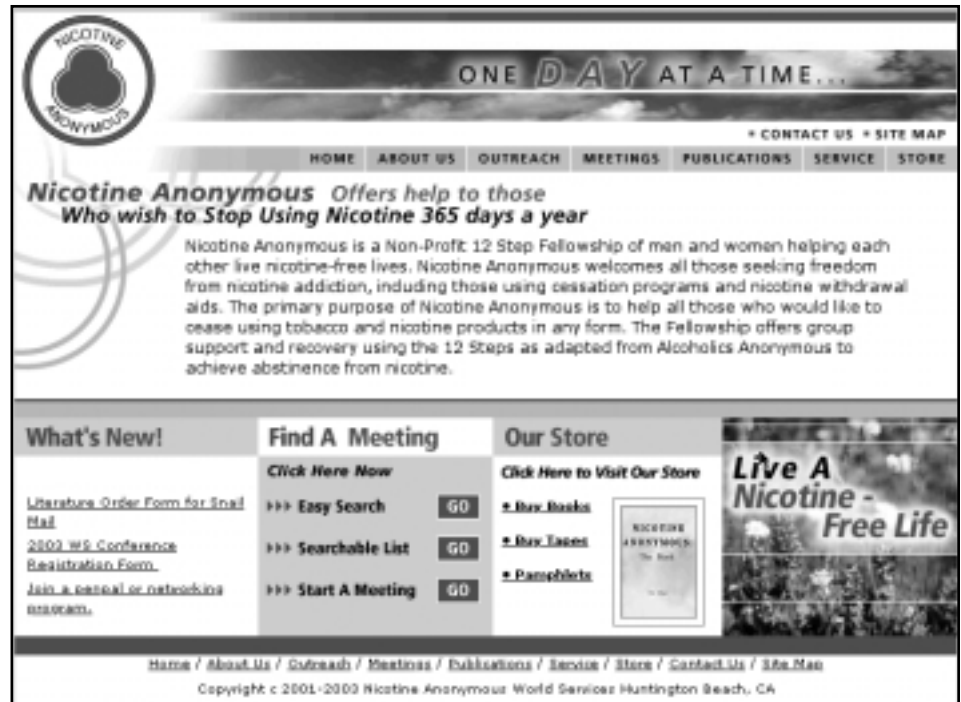 NICOTINE
ANONYMOUS
ONE DAY AT A TIME...
• CONTACT US • SITE MAP
HOME ABOUT US OUTREACH MEETINGS PUBLICATIONS SERVICE STORE
Nicotine Anonymous Offers help to those
Who wish to Stop Using Nicotine 365 days a year
Nicotine Anonymous is a Non-Profit 12 Step Fellowship of men and women helping each
other live nicotine-free lives. Nicotine Anonymous welcomes all those seeking freedom
from nicotine addiction, including those using cessation programs and nicotine withdrawal
aids. The primary purpose of Nicotine Anonymous is to help all those who would like to
cease using tobacco and nicotine products in any form. The Fellowship offers group
support and recovery using the 12 Steps as adapted from Alcoholics Anonymous to
achieve abstinence from nicotine.
What's New!
Literature Order Form for Snail
Mail
2003 WS Conference
Registration Form
Join a penpal or networking
program.
Find A Meeting
Click Here Now
Easy Search GO
Searchable List GO
Start A Meeting GO
Our Store
Click Here to Visit Our Store
• Buy Books
• Buy Tapes
• Pamphlets
NICOTINE
ANONYMOUS:
The Book
Live A
Nicotine -
Free Life
Home / About Us / Outreach / Meetings / Publications / Service / Store / Contact Us / Site Map
Copyright c 2001-2003 Nicotine Anonymous World Services Huntington Beach, CA